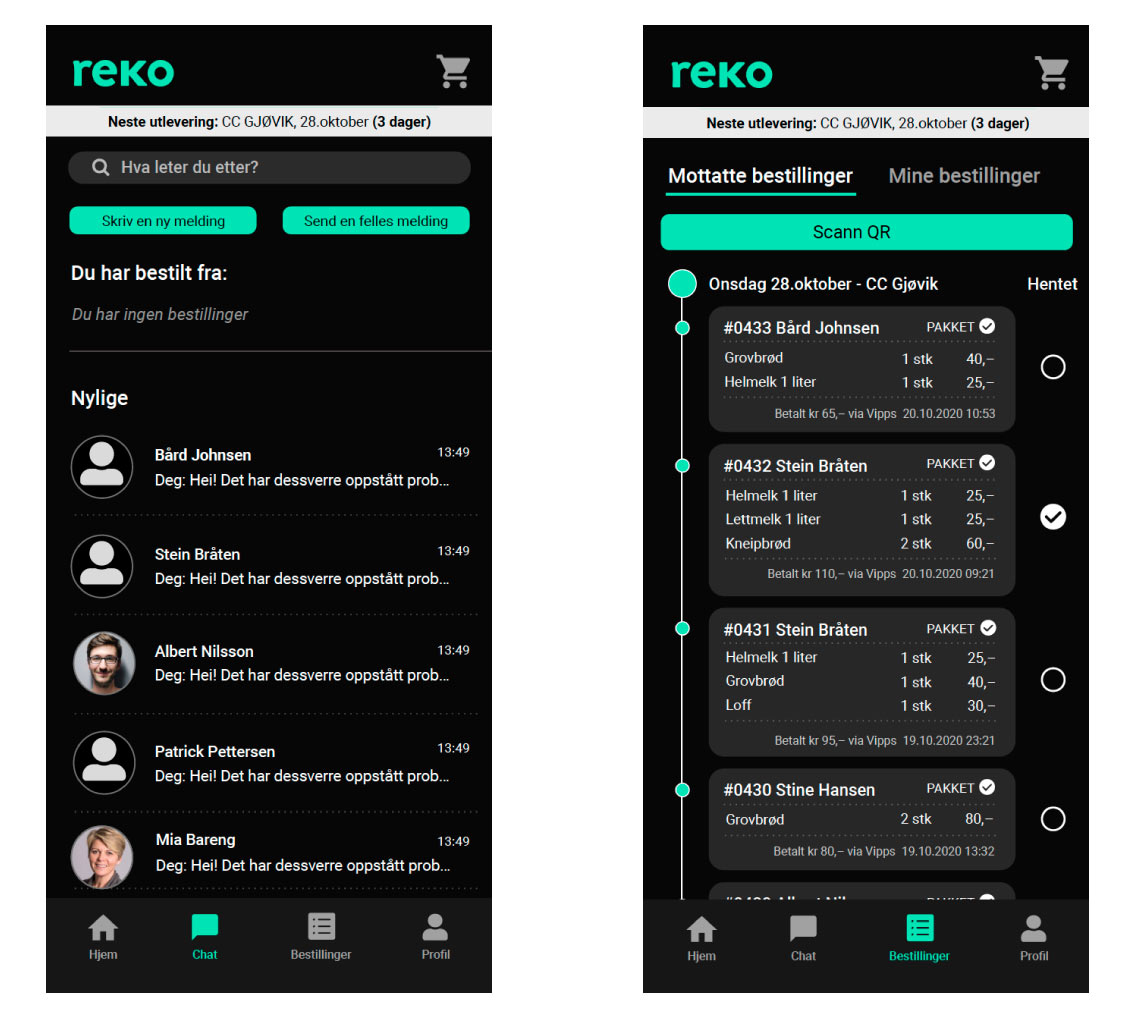 reko
Neste utlevering: CC GJØVIK, 28.oktober (3 dager)
Hva leter du etter?
Skriv en ny melding Send en felles melding
Du har bestilt fra:
Du har ingen bestillinger
Nylige
Bård Johnsen 13:49
Deg: Hei! Det har dessverre oppstått prob...
Stein Bråten 13:49
Deg: Hei! Det har dessverre oppstått prob...
Albert Nilsson 13:49
Deg: Hei! Det har dessverre oppstått prob...
Patrick Pettersen 13:49
Deg: Hei! Det har dessverre oppstått prob...
Mia Bareng 13:49
Deg: Hei! Det har dessverre oppstått prob...
Hjem Chat Bestillinger Profil
reko
Neste utlevering: CC GJØVIK, 28.oktober (3 dager)
Mottatte bestillinger Mine bestillinger
Scann QR
Onsdag 28.oktober - CC Gjøvik Hentet
#0433 Bård Johnsen PAKKET
Grovbrød 1 stk 40,–
Helmelk 1 liter 1 stk 25,–
Betalt kr 65,– via Vipps 20.10.2020 10:53
#0432 Stein Bråten PAKKET
Helmelk 1 liter 1 stk 25,–
Lettmelk 1 liter 1 stk 25,–
Kneipbrød 2 stk 60,–
Betalt kr 110,– via Vipps 20.10.2020 09:21
#0431 Stein Bråten PAKKET
Helmelk 1 liter 1 stk 25,–
Grovbrød 1 stk 40,–
Loff 1 stk 30,–
Betalt kr 95,– via Vipps 19.10.2020 23:21
#0430 Stine Hansen PAKKET
Grovbrød 2 stk 80,–
Betalt kr 80,– via Vipps 19.10.2020 13:32
Hjem Chat Bestillinger Profil